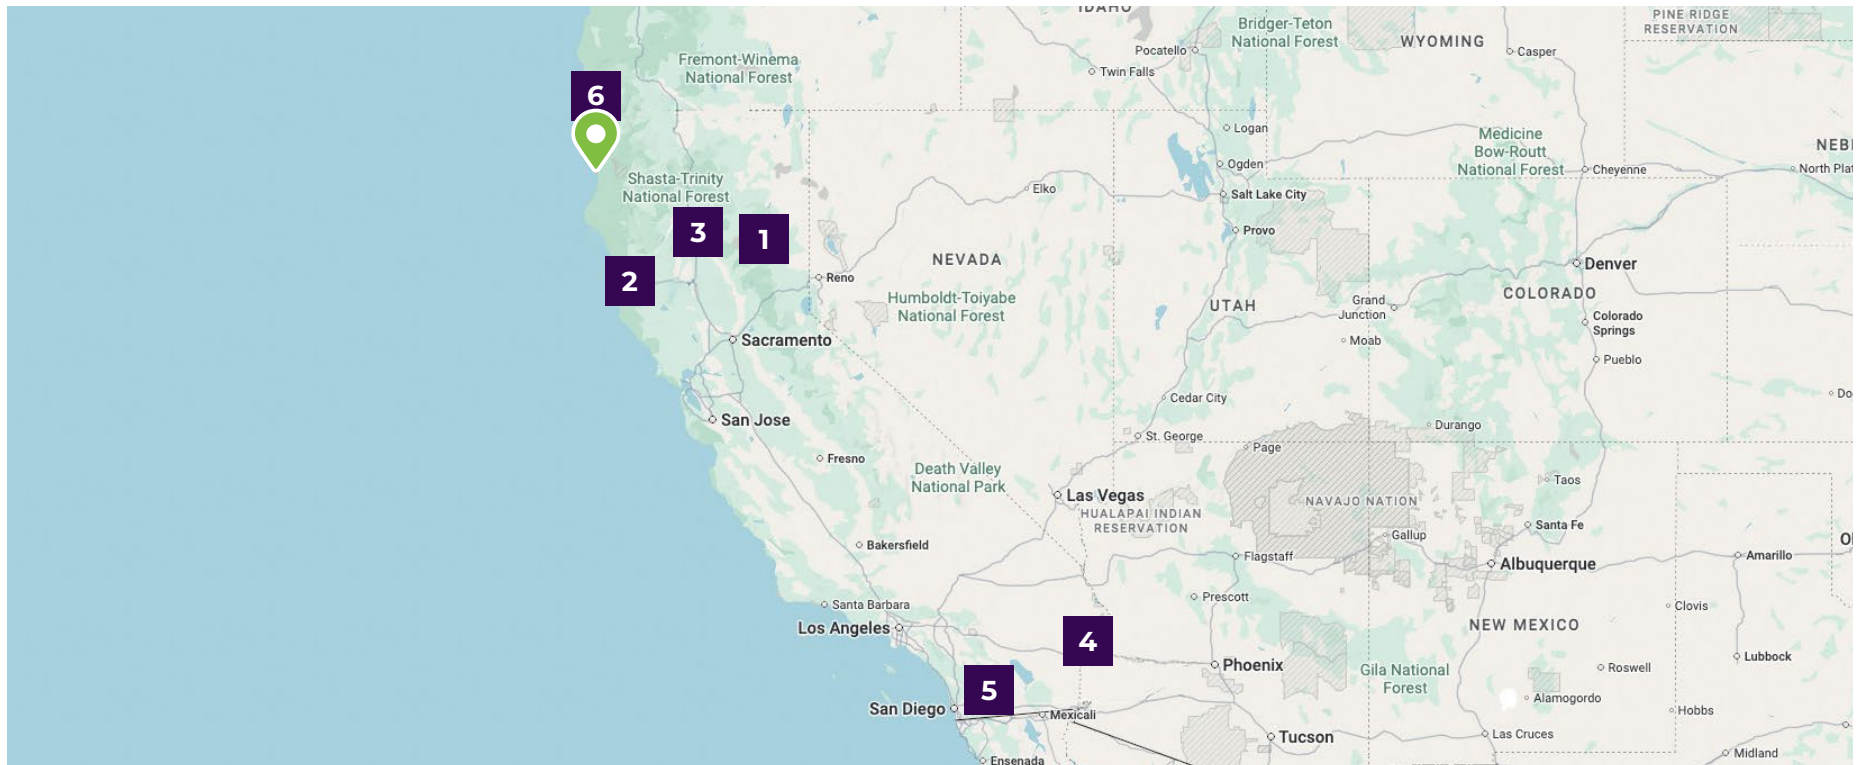 IDAHO
Bridger-Teton
National Forest
PINE RIDGE
RESERVATION
WYOMING
Casper
Pocatello
Twin Falls
Fremont-Winema
National Forest
6
Logan
Medicine
Bow-Routt
National Forest
Ogden
Cheyenne
North Plat
NEB
Shasta-Trinity
National Forest
Elko
Salt Lake City
3
1
Provo
2
Reno
NEVADA
Denver
Humboldt-Toiyabe
National Forest
UTAH
Grand
Junction
COLORADO
Colorado
Springs
Sacramento
Moab
Pueblo
Cedar City
Do
San Jose
St. George
Page
Durango
Fresno
Death Valley
National Park
Las Vegas
HUALAPAI INDIAN
RESERVATION
NAVAJO NATION
Taos
Santa Fe
Bakersfield
Flagstaff
Gallup
Albuquerque
Amarillo
Santa Barbara
Prescott
Clovis
Los Angeles
4
NEW MEXICO
Phoenix
Gila National
Forest
Roswell
Lubbock
5
San Diego
Mexicali
Alamogordo
Hobbs
Tucson
Las Cruces
Midland
Ensenada